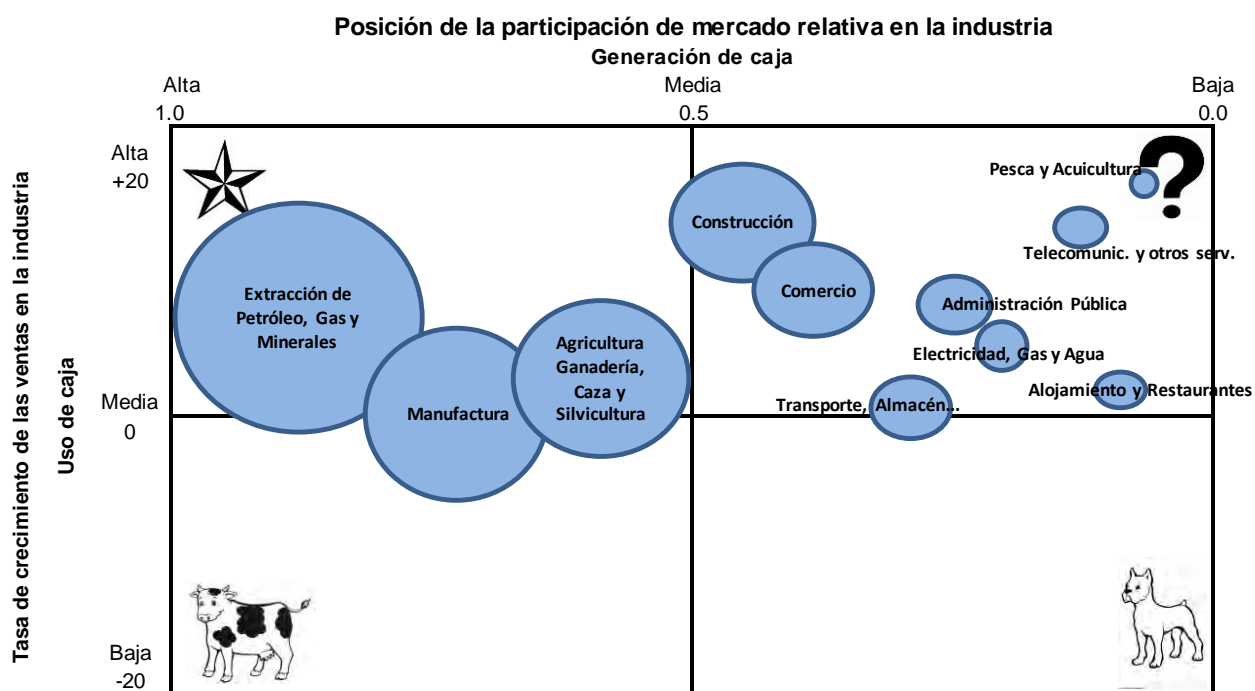 Posición de la participación de mercado relativa en la industria
Generación de caja
Alta
Media
Baja
1.0
0.5
0.0
Tasa de crecimiento de las ventas en la industria
Uso de caja
Alta
+20
Media
0
Baja
-20
Pesca y Acuicultura
?
Construcción
Telecomunic. y otros serv.
Extracción de
Petróleo, Gas y
Minerales
Comercio
Administración Pública
Agricultura
Ganadería,
Caza y
Silvicultura
Electricidad, Gas y Agua
Manufactura
Alojamiento y Restaurantes
Transporte, Almacén...